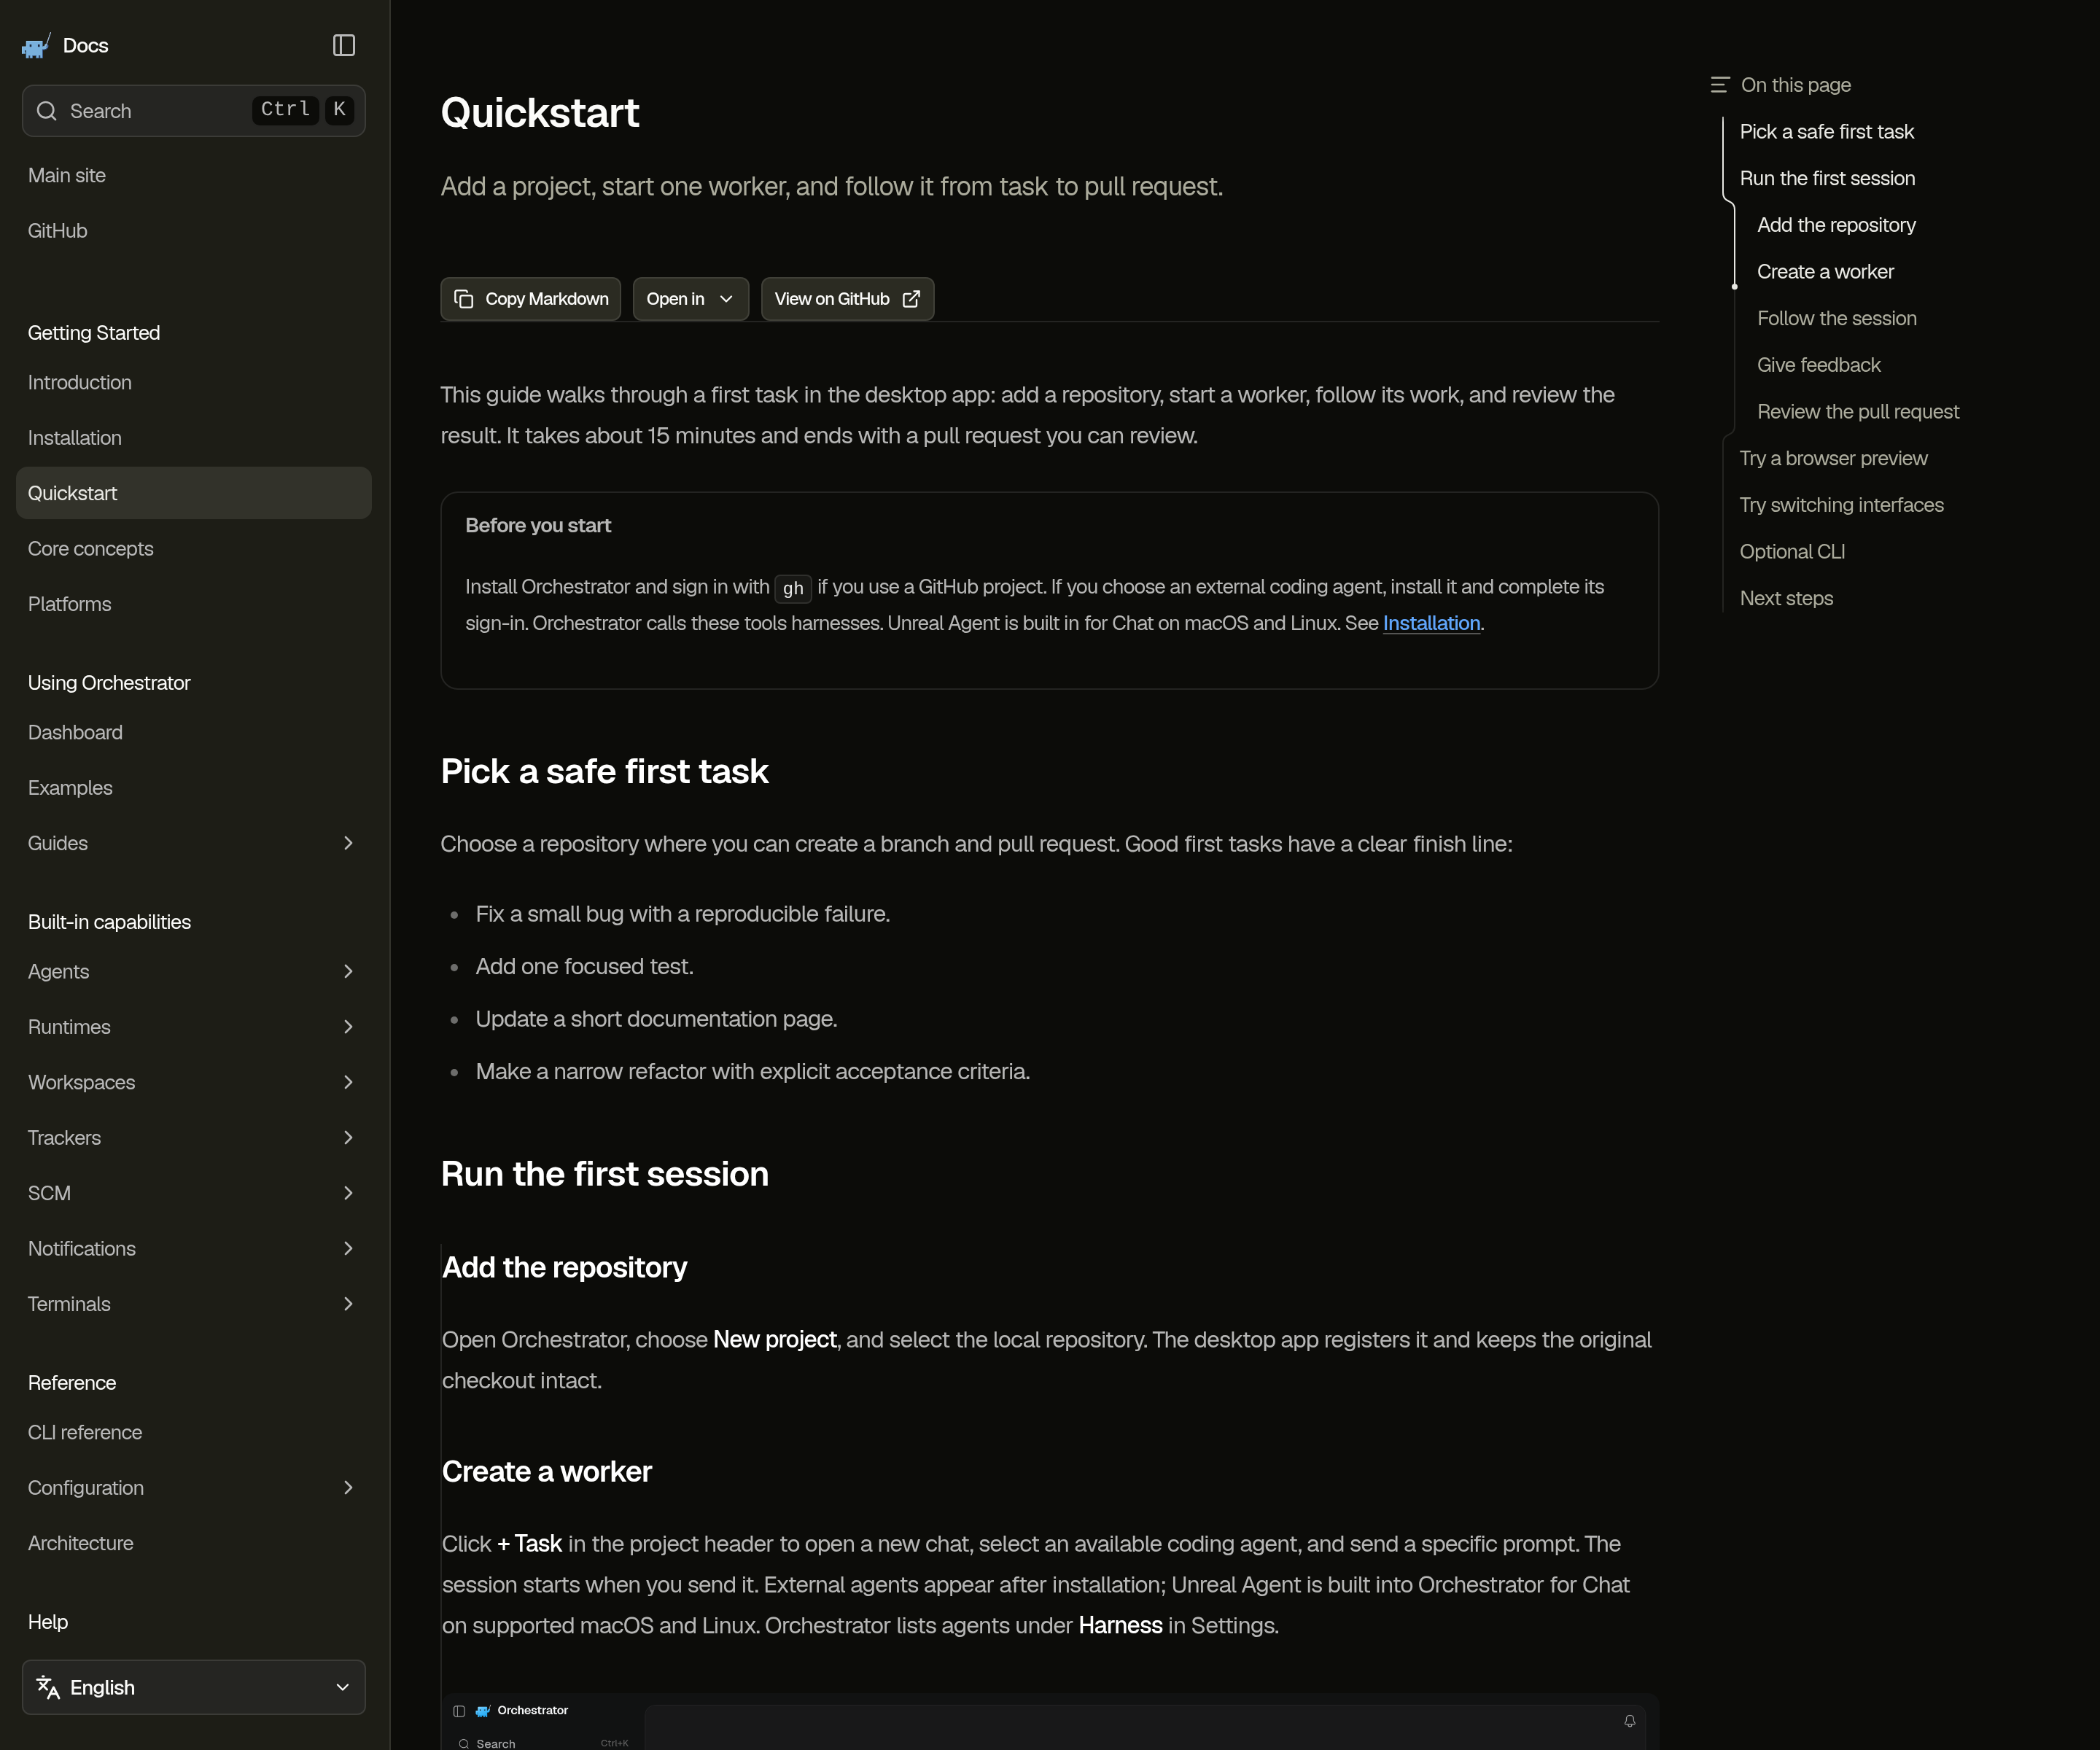 Docs
Search
Ctrl K
Main site
GitHub
Getting Started
Introduction
Installation
Quickstart
Core concepts
Platforms
Using Orchestrator
Dashboard
Examples
Guides
Built-in capabilities
Agents
Runtimes
Workspaces
Trackers
SCM
Notifications
Terminals
Reference
CLI reference
Configuration
Architecture
Help
English
Quickstart
Add a project, start one worker, and follow it from task to pull request.
Copy Markdown
Open in
View on GitHub
This guide walks through a first task in the desktop app: add a repository, start a worker, follow its work, and review the
result. It takes about 15 minutes and ends with a pull request you can review.
Before you start
Install Orchestrator and sign in with gh if you use a GitHub project. If you choose an external coding agent, install it and complete its
sign-in. Orchestrator calls these tools harnesses. Unreal Agent is built in for Chat on macOS and Linux. See Installation.
Pick a safe first task
Choose a repository where you can create a branch and pull request. Good first tasks have a clear finish line:
Fix a small bug with a reproducible failure.
Add one focused test.
Update a short documentation page.
Make a narrow refactor with explicit acceptance criteria.
Run the first session
Add the repository
Open Orchestrator, choose New project, and select the local repository. The desktop app registers it and keeps the original
checkout intact.
Create a worker
Click + Task in the project header to open a new chat, select an available coding agent, and send a specific prompt. The
session starts when you send it. External agents appear after installation; Unreal Agent is built into Orchestrator for Chat
on supported macOS and Linux. Orchestrator lists agents under Harness in Settings.
Orchestrator
Search
Ctrl+K
On this page
Pick a safe first task
Run the first session
Add the repository
Create a worker
Follow the session
Give feedback
Review the pull request
Try a browser preview
Try switching interfaces
Optional CLI
Next steps